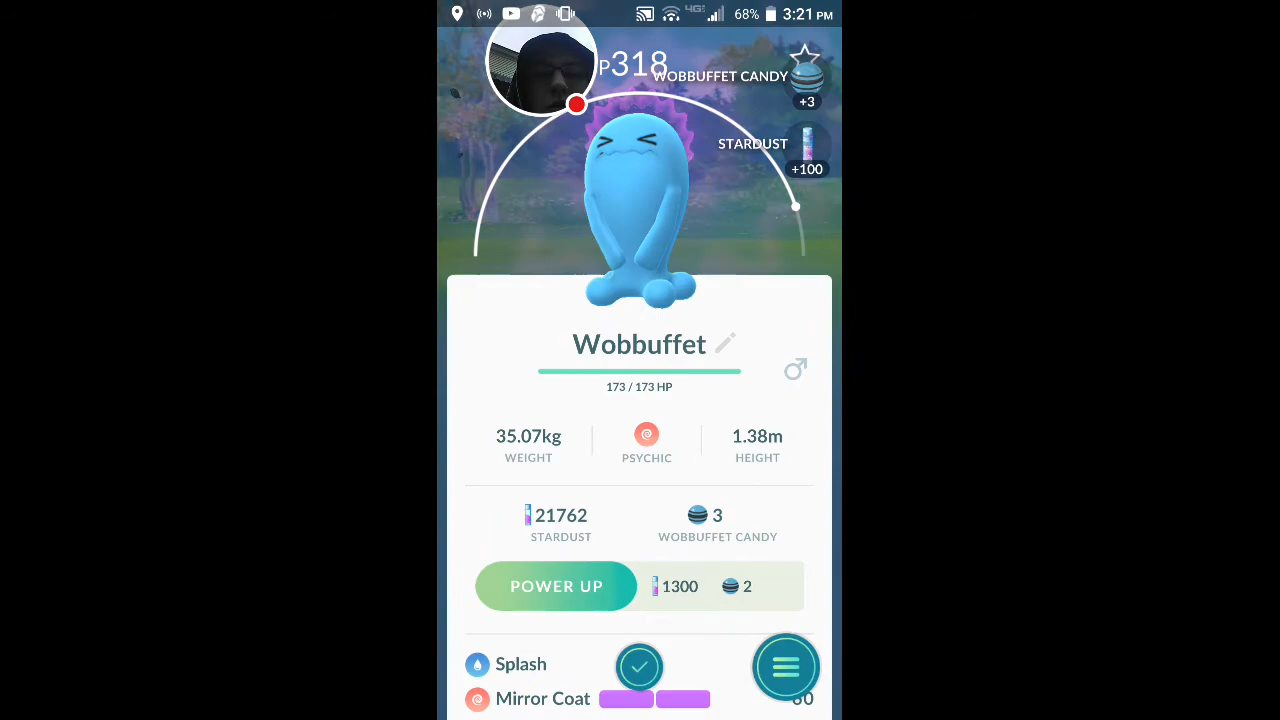 4G 68% 3:21 PM
P318
WOBBUFFET CANDY
+3
STARDUST
+100
Wobbuffet
173 / 173 HP
35.07kg
WEIGHT
PSYCHIC
1.38m
HEIGHT
21762
STARDUST
3
WOBBUFFET CANDY
POWER UP 1300 2
Splash
Mirror Coat